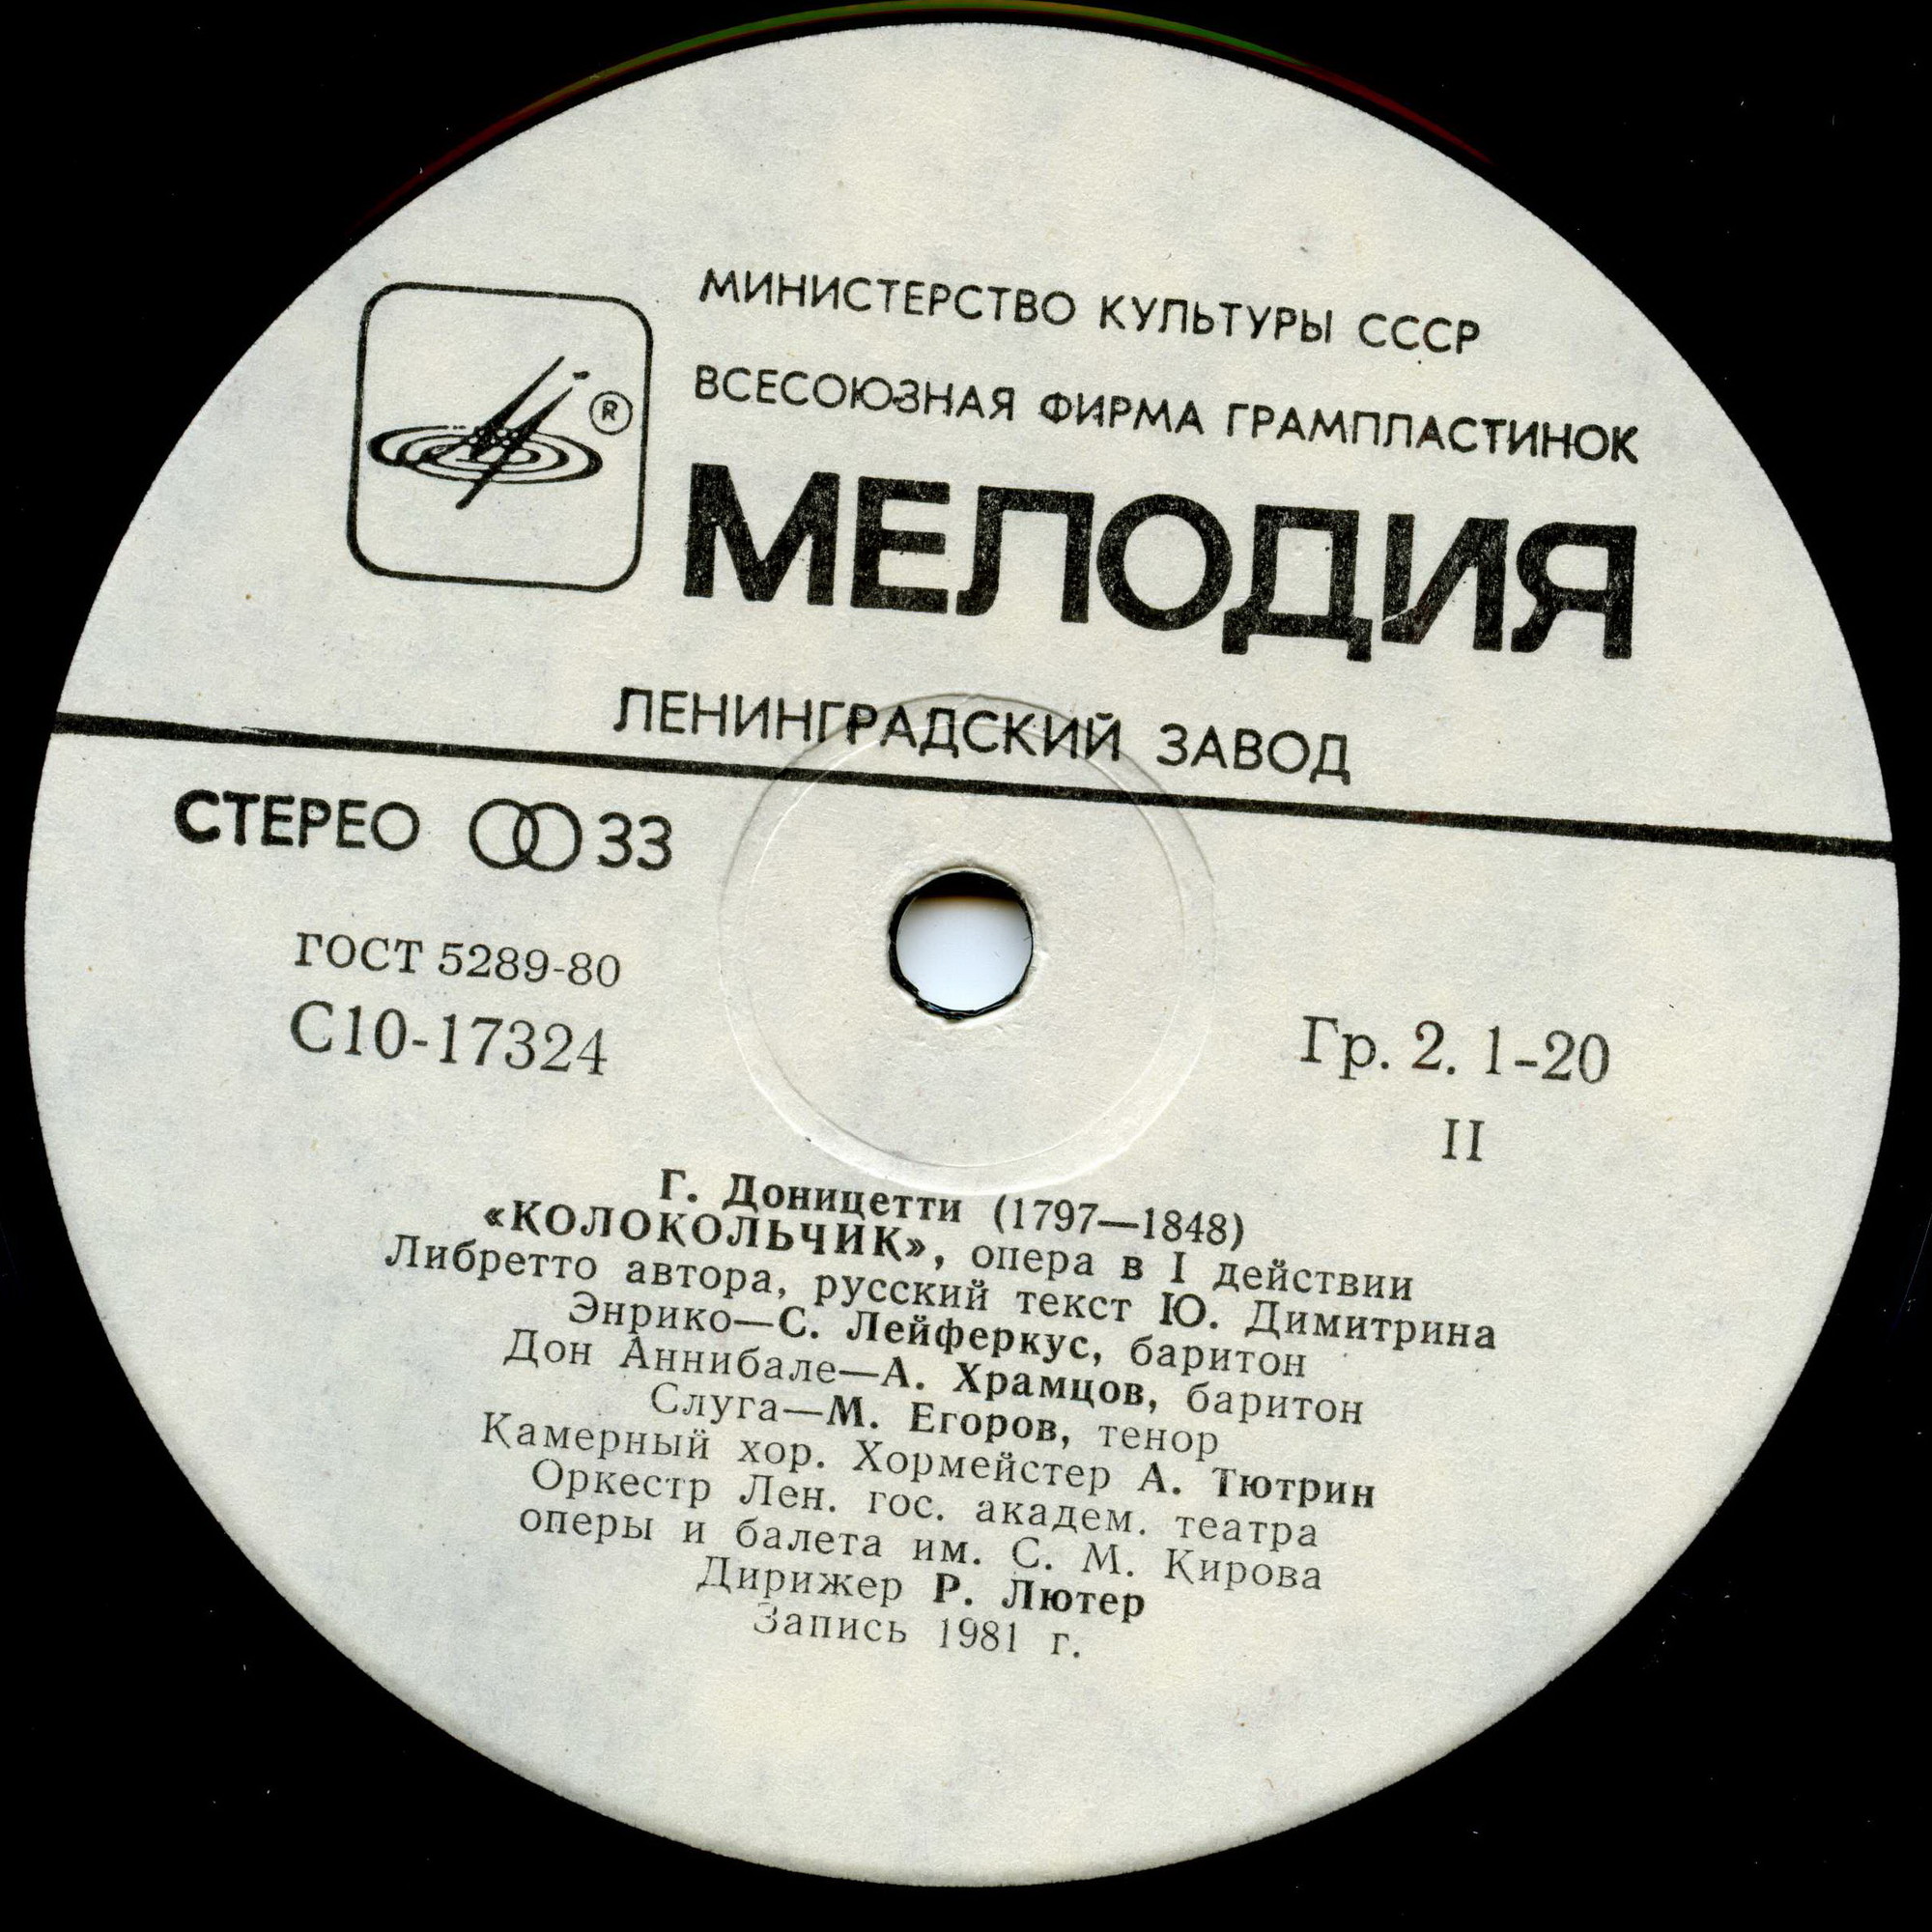 МИНИСТЕРСТВО КУЛЬТУРЫ СССР
ВСЕСОЮЗНАЯ ФИРМА ГРАМПЛАСТИНОК
®
МЕЛОДИЯ
ЛЕНИНГРАДСКИЙ ЗАВОД
СТЕРЕО 33
ГОСТ 5289-80
С10-17324
Гр. 2. 1-20
II
Г. Доницетти (1797—1848)
«КОЛОКОЛЬЧИК», опера в I действии
Либретто автора, русский текст Ю. Димитрина
Энрико—С. Лейферкус, баритон
Дон Аннибале—А. Храмцов, баритон
Слуга—М. Егоров, тенор
Камерный хор. Хормейстер А. Тютрин
Оркестр Лен. гос. академ. театра
оперы и балета им. С. М. Кирова
Дирижер Р. Лютер
Запись 1981 г.